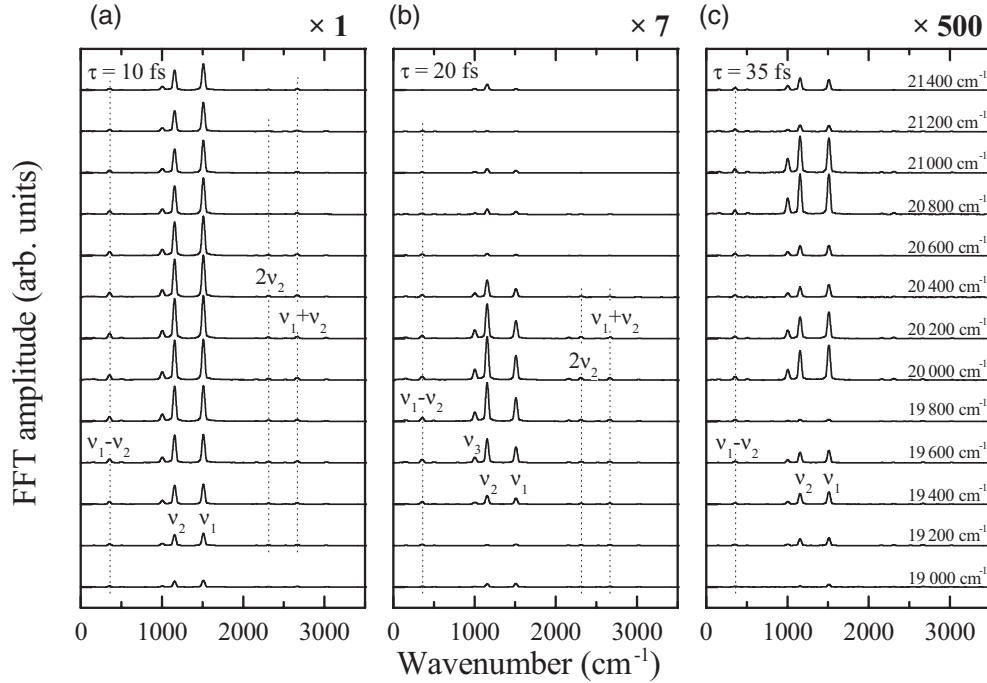 (a) × 1
τ = 10 fs
2ν₂
ν₁+ν₂
ν₁-ν₂
ν₂ ν₁
0 1000 2000 3000
(b) × 7
τ = 20 fs
ν₁+ν₂
2ν₂
ν₁-ν₂
ν₃
ν₂ ν₁
0 1000 2000 3000
(c) × 500
τ = 35 fs
21400 cm⁻¹
21200 cm⁻¹
21000 cm⁻¹
20800 cm⁻¹
20600 cm⁻¹
20400 cm⁻¹
20200 cm⁻¹
20000 cm⁻¹
19800 cm⁻¹
ν₁-ν₂
19600 cm⁻¹
ν₂ ν₁
19400 cm⁻¹
19200 cm⁻¹
19000 cm⁻¹
0 1000 2000 3000
FFT amplitude (arb. units)
Wavenumber (cm⁻¹)